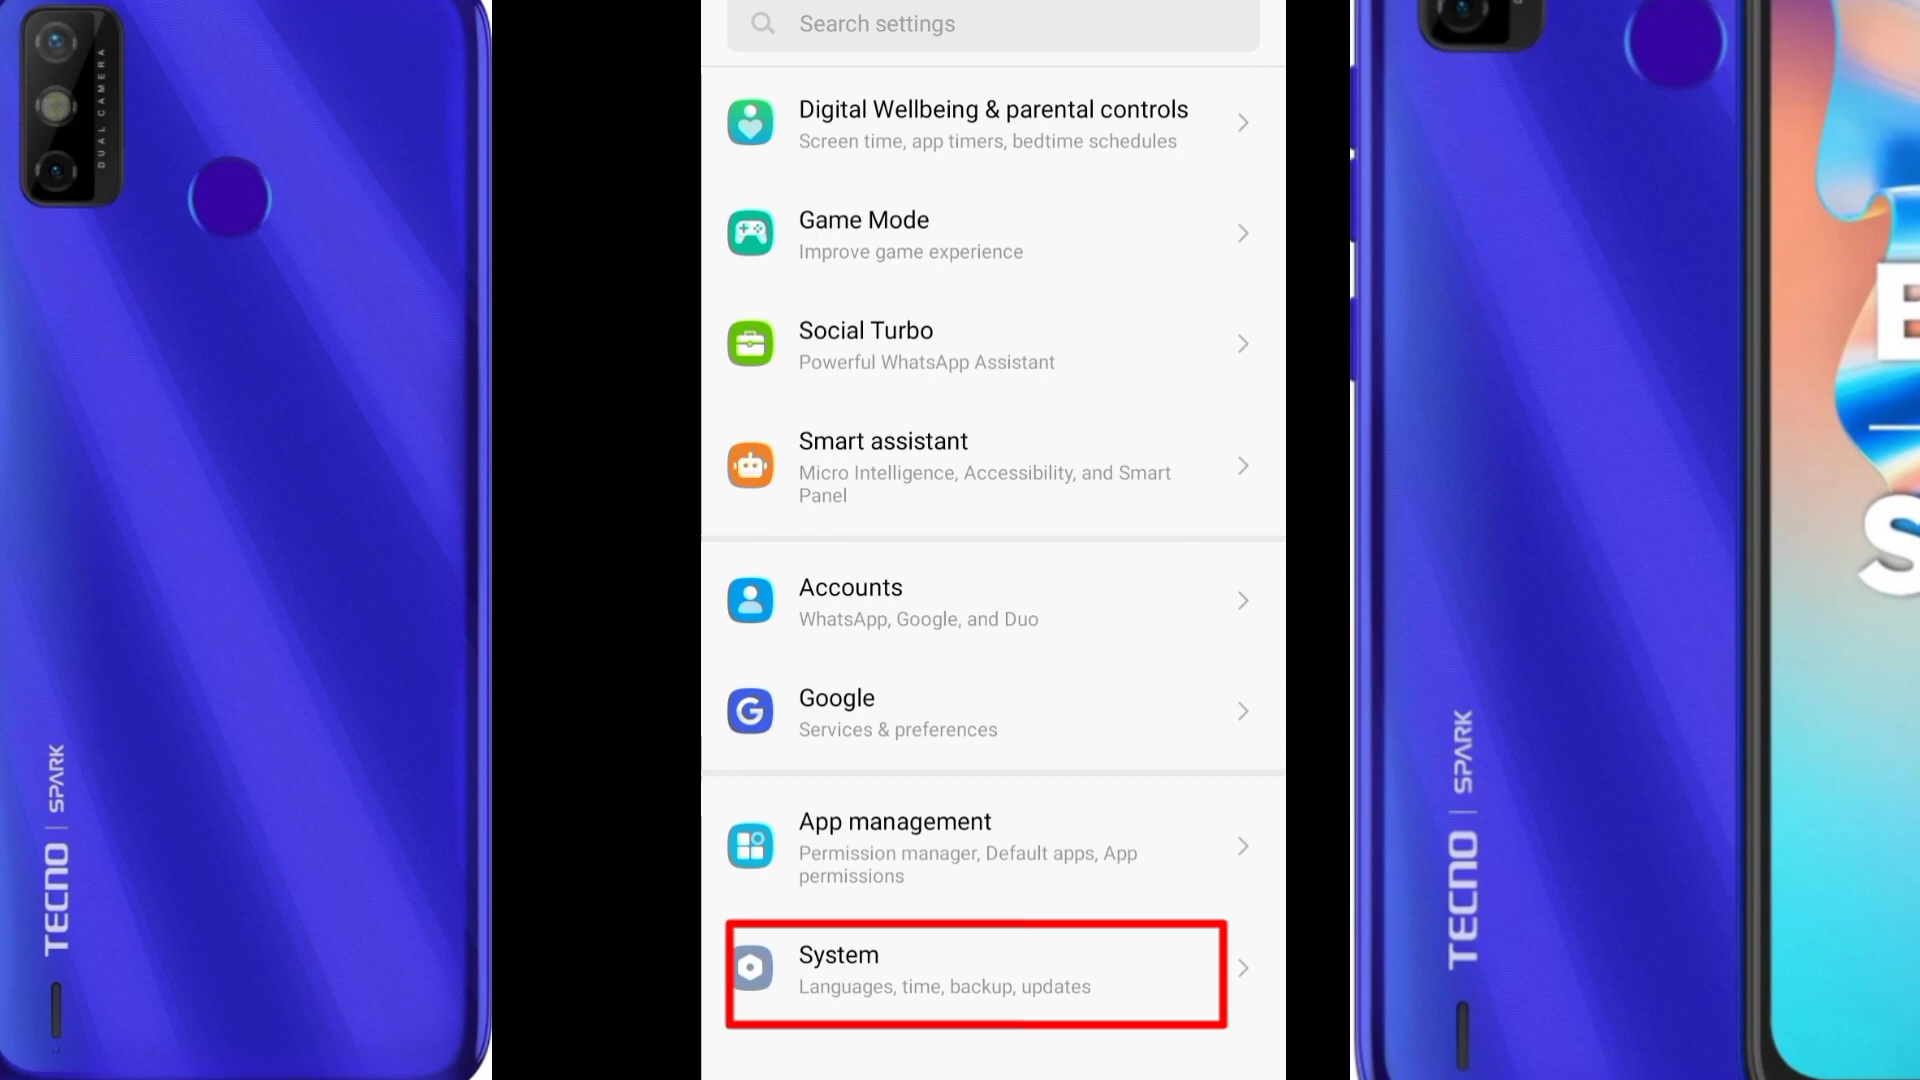 DUAL CAMERA
TECNO | SPARK
Search settings
Digital Wellbeing & parental controls
Screen time, app timers, bedtime schedules
Game Mode
Improve game experience
Social Turbo
Powerful WhatsApp Assistant
Smart assistant
Micro Intelligence, Accessibility, and Smart
Panel
Accounts
WhatsApp, Google, and Duo
Google
Services & preferences
App management
Permission manager, Default apps, App
permissions
System
Languages, time, backup, updates
TECNO | SPARK
S